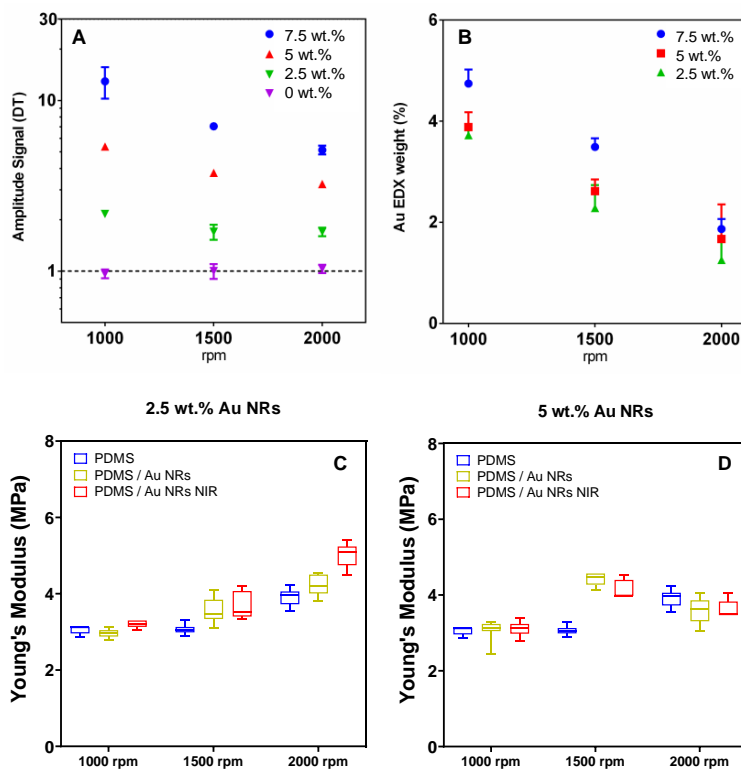 A
30
10
1
Amplitude Signal (DT)
7.5 wt.%
5 wt.%
2.5 wt.%
0 wt.%
1000
1500
2000
rpm
B
6
4
2
0
Au EDX weight (%)
7.5 wt.%
5 wt.%
2.5 wt.%
1000
1500
2000
rpm
2.5 wt.% Au NRs
C
8
6
4
2
0
Young's Modulus (MPa)
PDMS
PDMS / Au NRs
PDMS / Au NRs NIR
1000 rpm
1500 rpm
2000 rpm
5 wt.% Au NRs
D
8
6
4
2
0
Young's Modulus (MPa)
PDMS
PDMS / Au NRs
PDMS / Au NRs NIR
1000 rpm
1500 rpm
2000 rpm